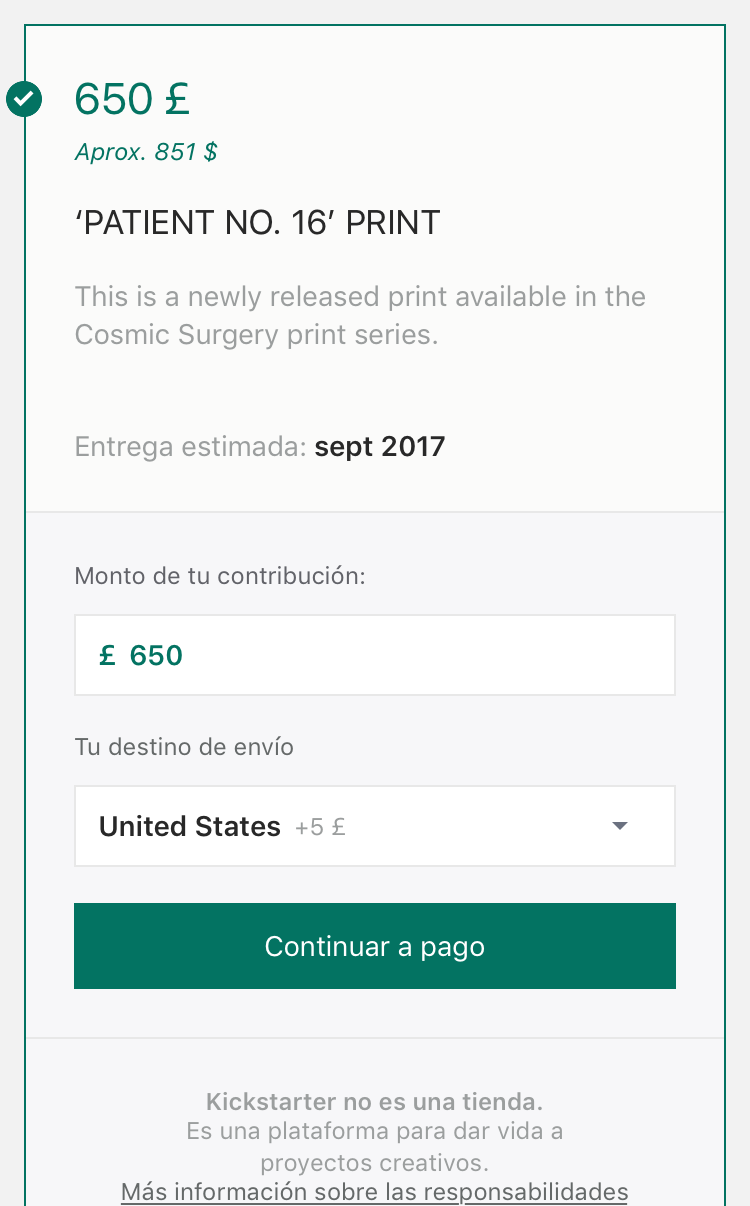 650 £
Aprox. 851 $
‘PATIENT NO. 16’ PRINT
This is a newly released print available in the
Cosmic Surgery print series.
Entrega estimada: sept 2017
Monto de tu contribución:
£ 650
Tu destino de envío
United States +5 £
Continuar a pago
Kickstarter no es una tienda.
Es una plataforma para dar vida a
proyectos creativos.
Más información sobre las responsabilidades